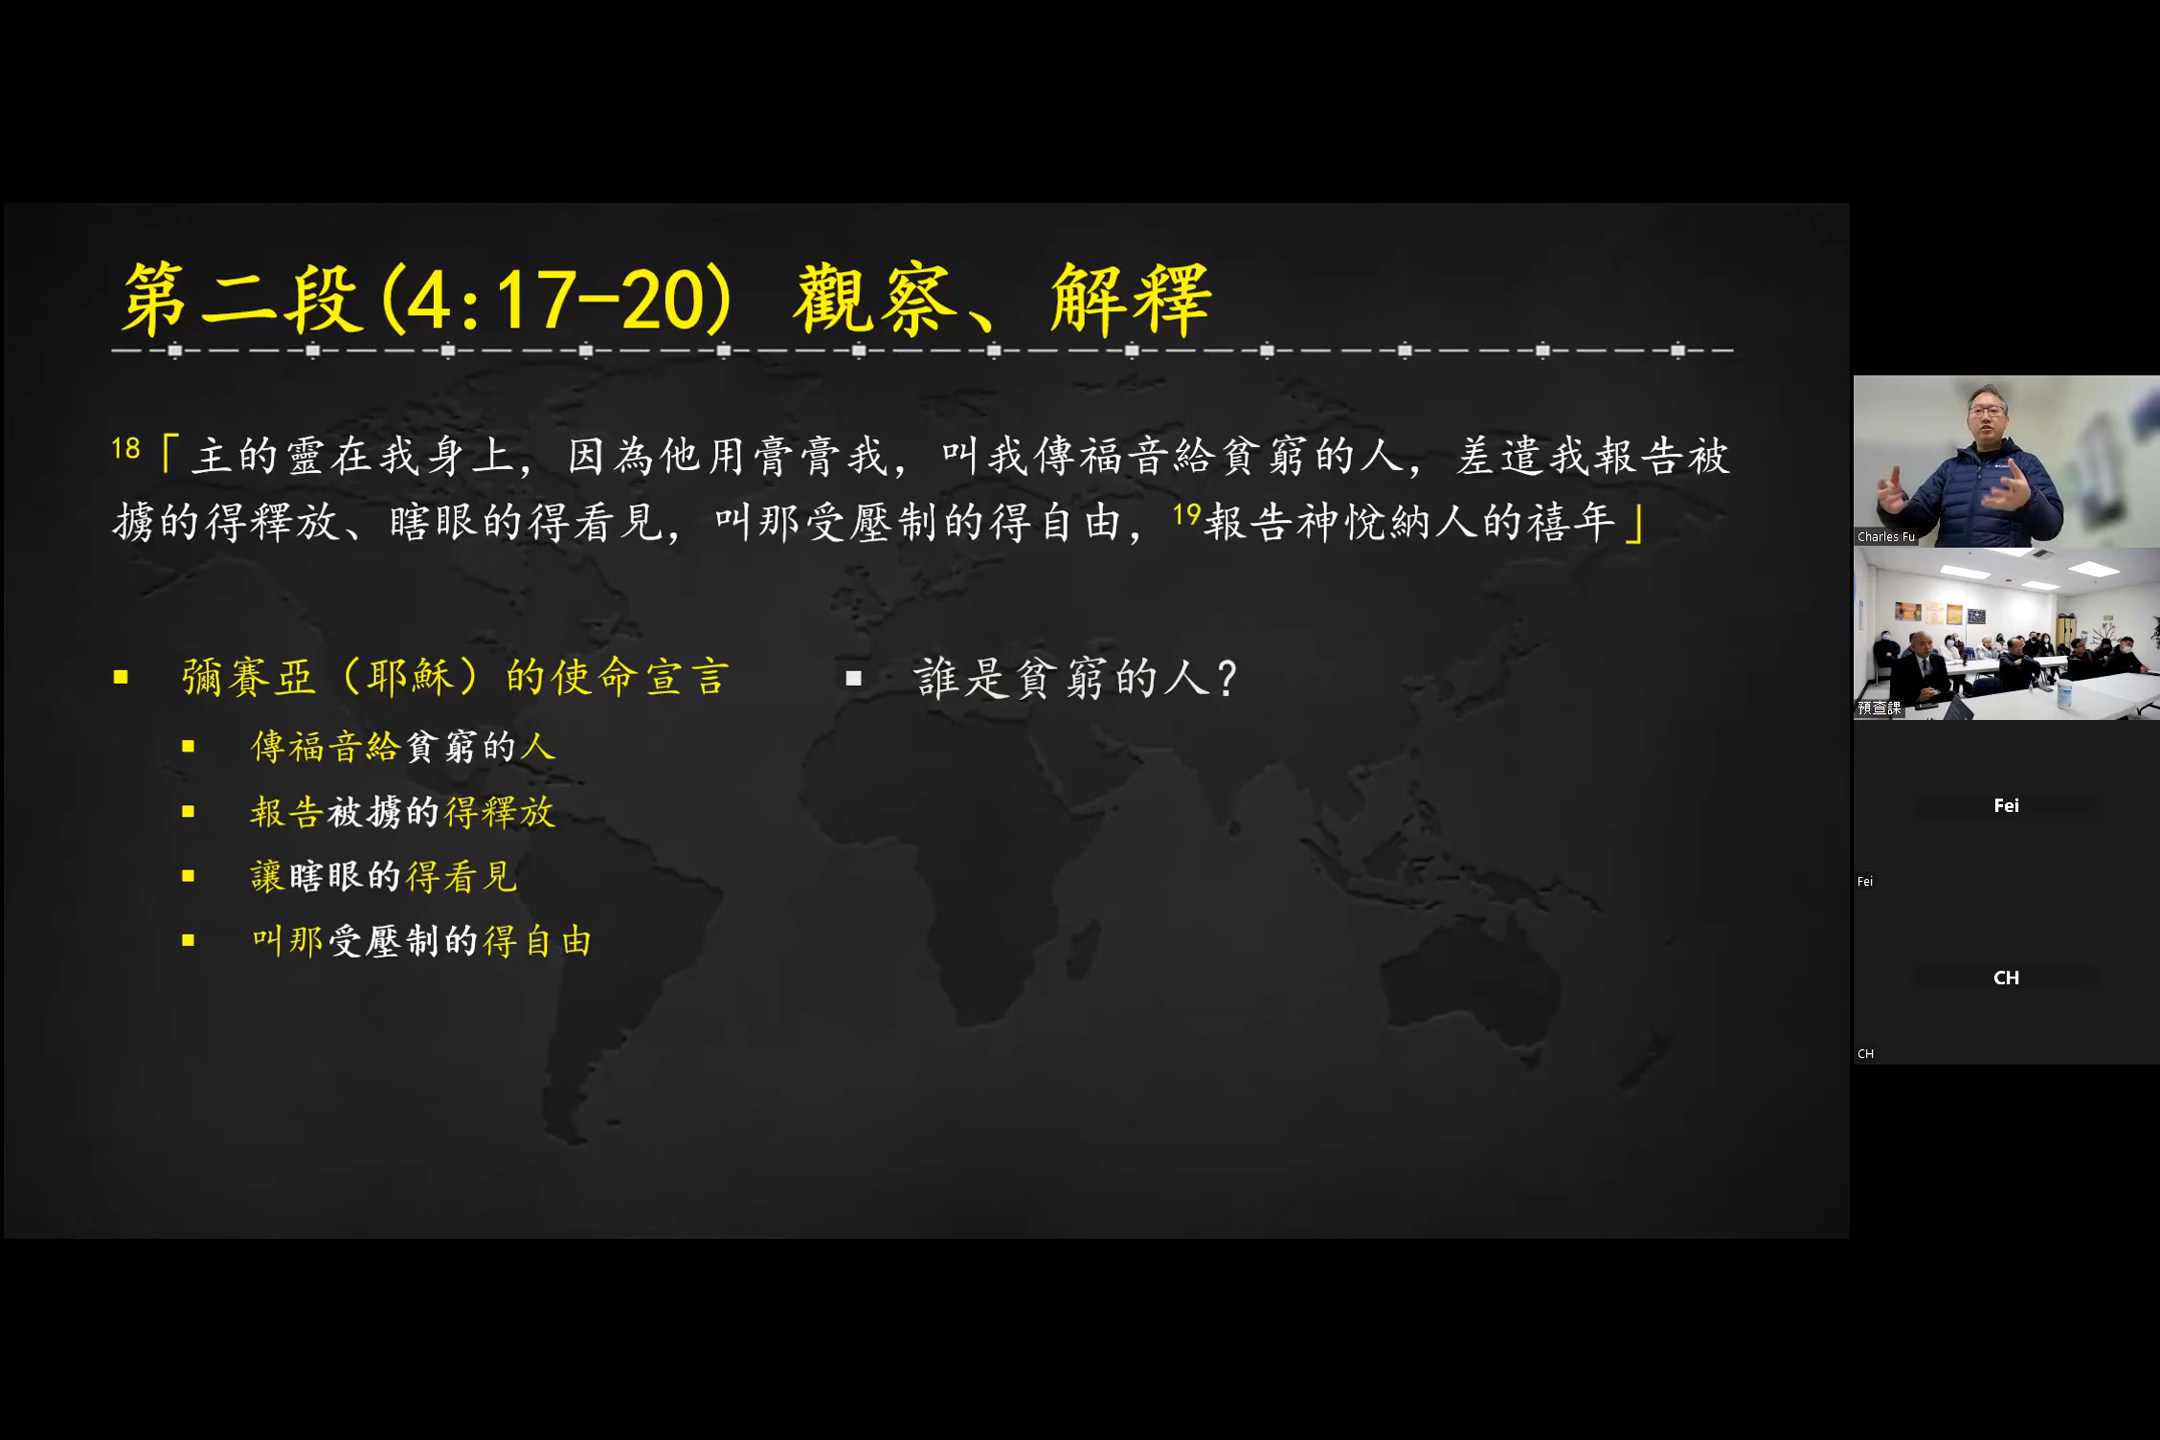 第二段(4:17-20) 觀察、解釋
18「主的靈在我身上，因為他用膏膏我，叫我傳福音給貧窮的人，差遣我報告被
擄的得釋放、瞎眼的得看見，叫那受壓制的得自由，19報告神悅納人的禧年」
▪ 彌賽亞（耶穌）的使命宣言
▪ 傳福音給貧窮的人
▪ 報告被擄的得釋放
▪ 讓瞎眼的得看見
▪ 叫那受壓制的得自由
▪ 誰是貧窮的人?
Charles Fu
預查課
Fei
Fei
CH
CH